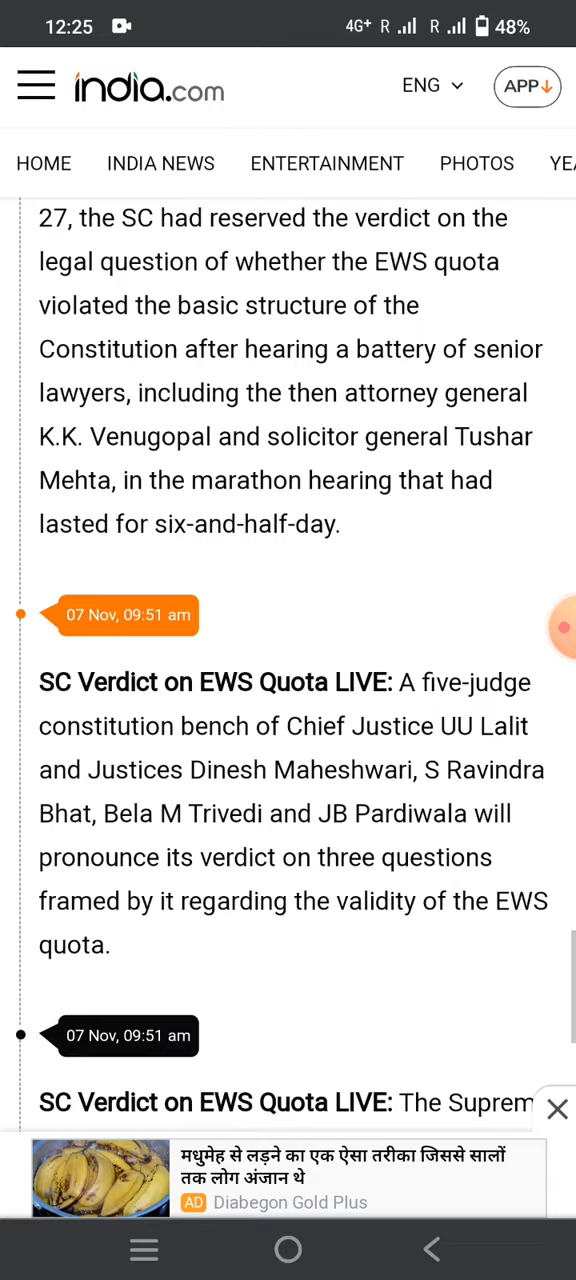 12:25
4G+ R R 48%
india.com
ENG
APP
HOME INDIA NEWS ENTERTAINMENT PHOTOS YEA
27, the SC had reserved the verdict on the
legal question of whether the EWS quota
violated the basic structure of the
Constitution after hearing a battery of senior
lawyers, including the then attorney general
K.K. Venugopal and solicitor general Tushar
Mehta, in the marathon hearing that had
lasted for six-and-half-day.
07 Nov, 09:51 am
SC Verdict on EWS Quota LIVE: A five-judge
constitution bench of Chief Justice UU Lalit
and Justices Dinesh Maheshwari, S Ravindra
Bhat, Bela M Trivedi and JB Pardiwala will
pronounce its verdict on three questions
framed by it regarding the validity of the EWS
quota.
07 Nov, 09:51 am
SC Verdict on EWS Quota LIVE: The Suprem
मधुमेह से लड़ने का एक ऐसा तरीका जिससे सालों
तक लोग अंजान थे
AD Diabegon Gold Plus